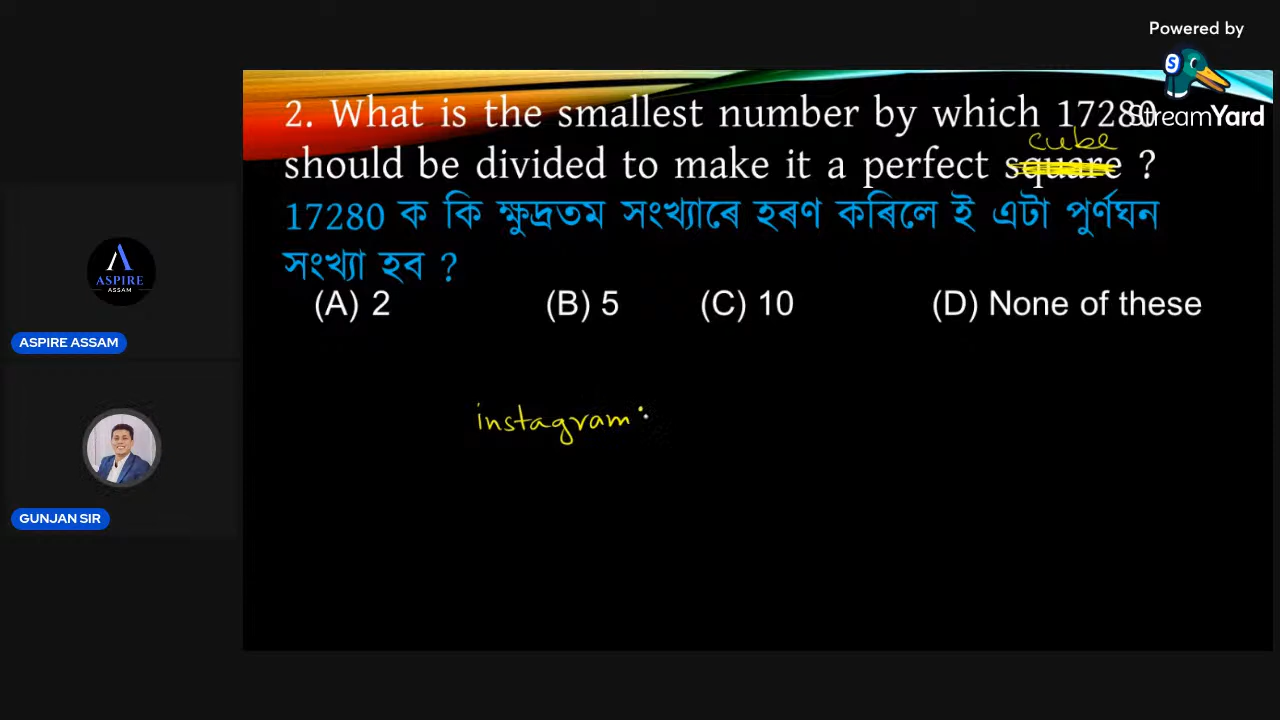 Powered by
S
StreamYard
2. What is the smallest number by which 17280
cube
should be divided to make it a perfect square ?
17280 ক কি ক্ষুদ্ৰতম সংখ্যাৰে হৰণ কৰিলে ই এটা পুৰ্ণঘন
সংখ্যা হব ?
(A) 2 (B) 5 (C) 10 (D) None of these
instagram :
ASPIRE
ASSAM
ASPIRE ASSAM
GUNJAN SIR